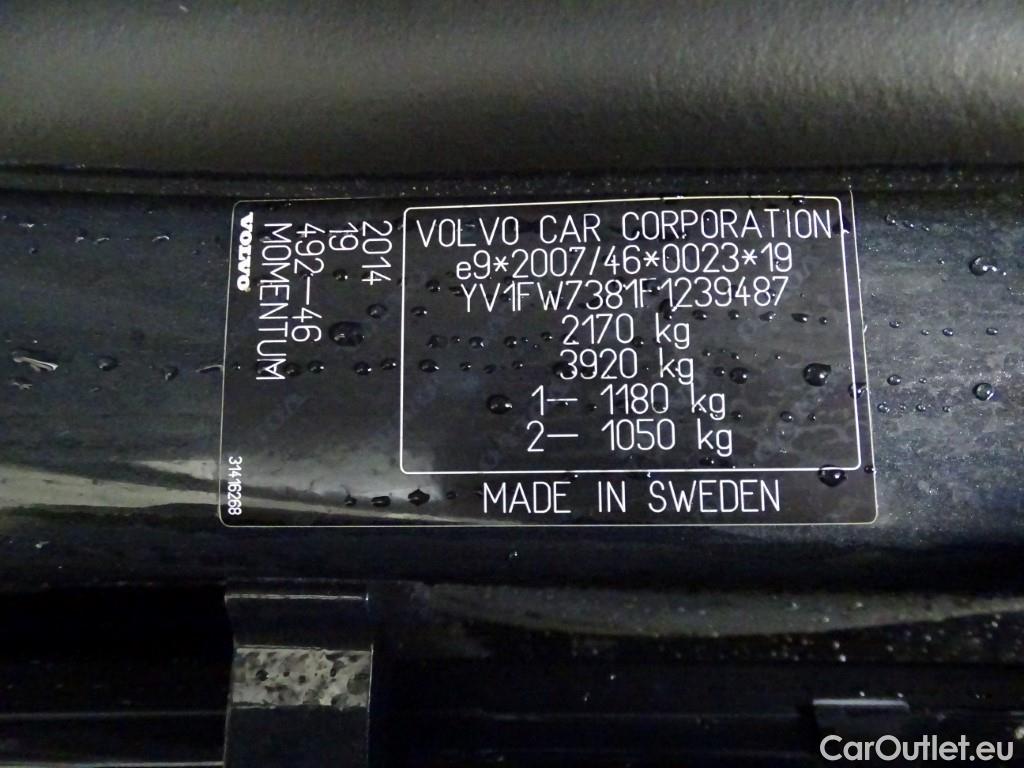 VOLVO
2014
19
492-46
MOMENTUM
31416268
VOLVO CAR CORPORATION
e9*2007/46*0023*19
YV1FW7381F1239487
2170 kg
3920 kg
1- 1180 kg
2- 1050 kg
MADE IN SWEDEN
CarOutlet.eu